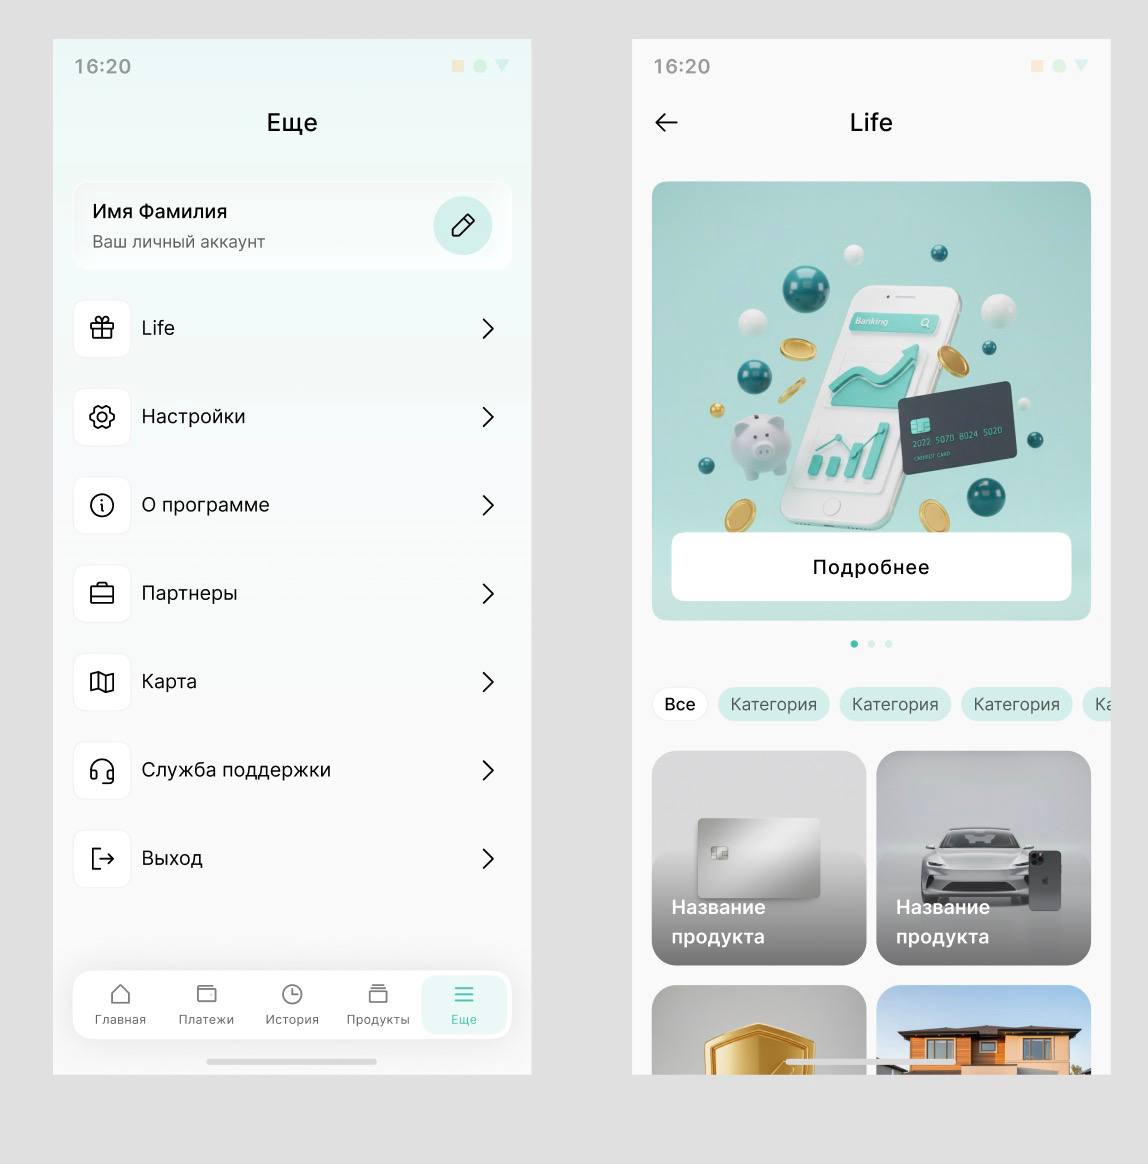 16:20
Еще
Имя Фамилия
Ваш личный аккаунт
Life
Настройки
О программе
Партнеры
Карта
Служба поддержки
Выход
Главная
Платежи
История
Продукты
Еще
16:20
Life
Banking
2022 5070 8024 5020
Подробнее
Все
Категория
Категория
Категория
Ка
Название
продукта
Название
продукта